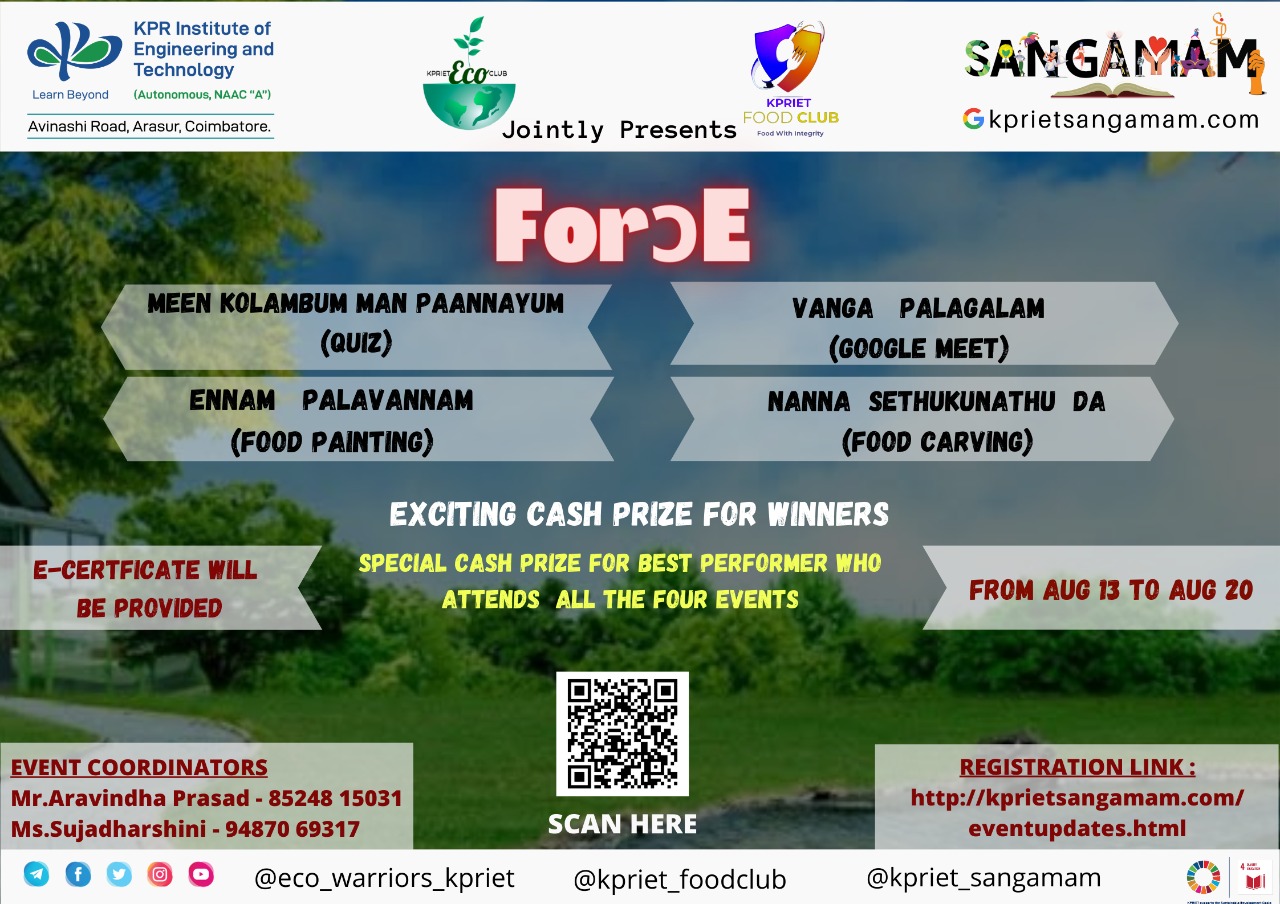 KPR Institute of
Engineering and
Technology
Learn Beyond
(Autonomous, NAAC "A")
Avinashi Road, Arasur, Coimbatore.
KPRIET Eco CLUB
Jointly Presents
KPRIET
FOOD CLUB
Food With Integrity
SANGAMAM
kprietsangamam.com
ForɔE
MEEN KOLAMBUM MAN PAANNAYUM
(QUIZ)
VANGA PALAGALAM
(GOOGLE MEET)
ENNAM PALAVANNAM
(FOOD PAINTING)
NANNA SETHUKUNATHU DA
(FOOD CARVING)
EXCITING CASH PRIZE FOR WINNERS
SPECIAL CASH PRIZE FOR BEST PERFORMER WHO
ATTENDS ALL THE FOUR EVENTS
E-CERTFICATE WILL
BE PROVIDED
FROM AUG 13 TO AUG 20
SCAN HERE
EVENT COORDINATORS
Mr.Aravindha Prasad - 85248 15031
Ms.Sujadharshini - 94870 69317
REGISTRATION LINK :
http://kprietsangamam.com/
eventupdates.html
@eco_warriors_kpriet
@kpriet_foodclub
@kpriet_sangamam
4